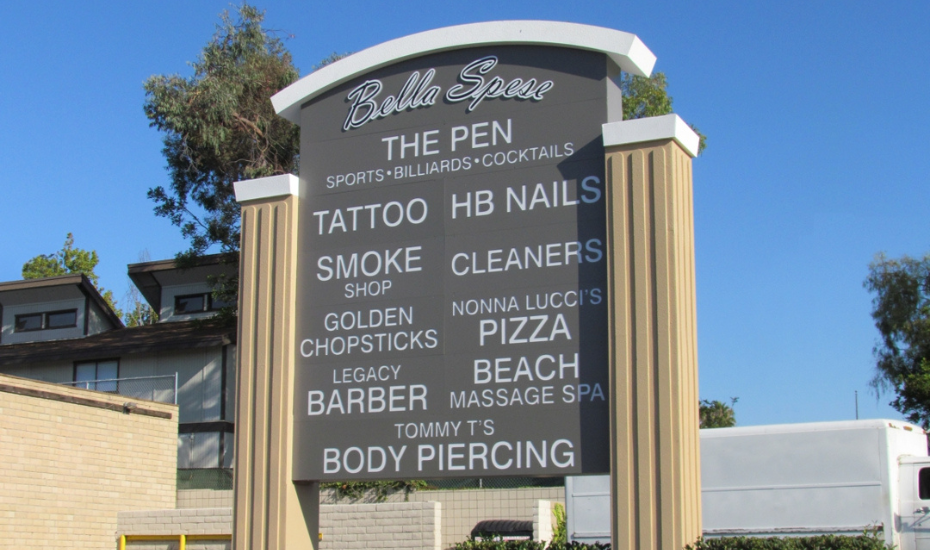 Bella Spese
THE PEN
SPORTS • BILLIARDS • COCKTAILS
TATTOO
HB NAILS
SMOKE
SHOP
CLEANERS
GOLDEN
CHOPSTICKS
NONNA LUCCI'S
PIZZA
LEGACY
BARBER
BEACH
MASSAGE SPA
TOMMY T'S
BODY PIERCING